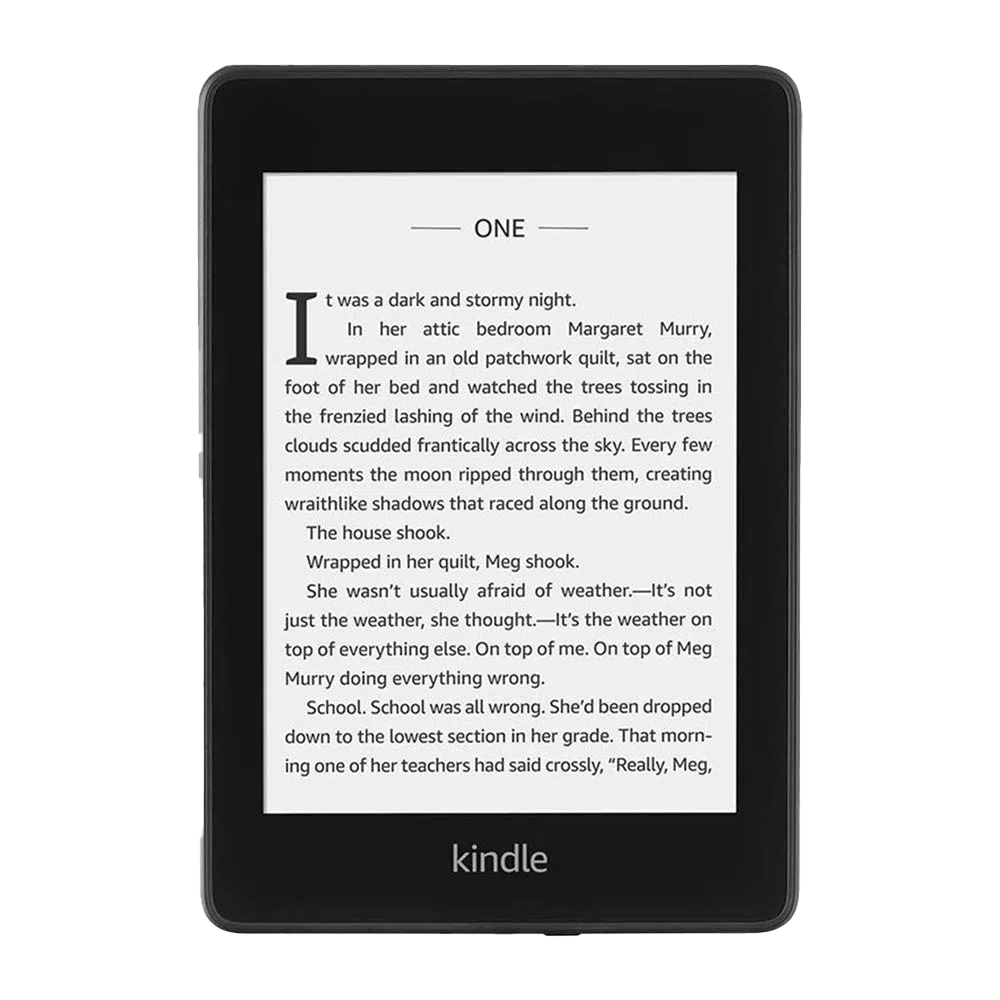 ONE
It was a dark and stormy night.
In her attic bedroom Margaret Murry,
wrapped in an old patchwork quilt, sat on the
foot of her bed and watched the trees tossing in
the frenzied lashing of the wind. Behind the trees
clouds scudded frantically across the sky. Every few
moments the moon ripped through them, creating
wraithlike shadows that raced along the ground.
The house shook.
Wrapped in her quilt, Meg shook.
She wasn’t usually afraid of weather.—It’s not
just the weather, she thought.—It’s the weather on
top of everything else. On top of me. On top of Meg
Murry doing everything wrong.
School. School was all wrong. She’d been dropped
down to the lowest section in her grade. That morn-
ing one of her teachers had said crossly, “Really, Meg,
kindle